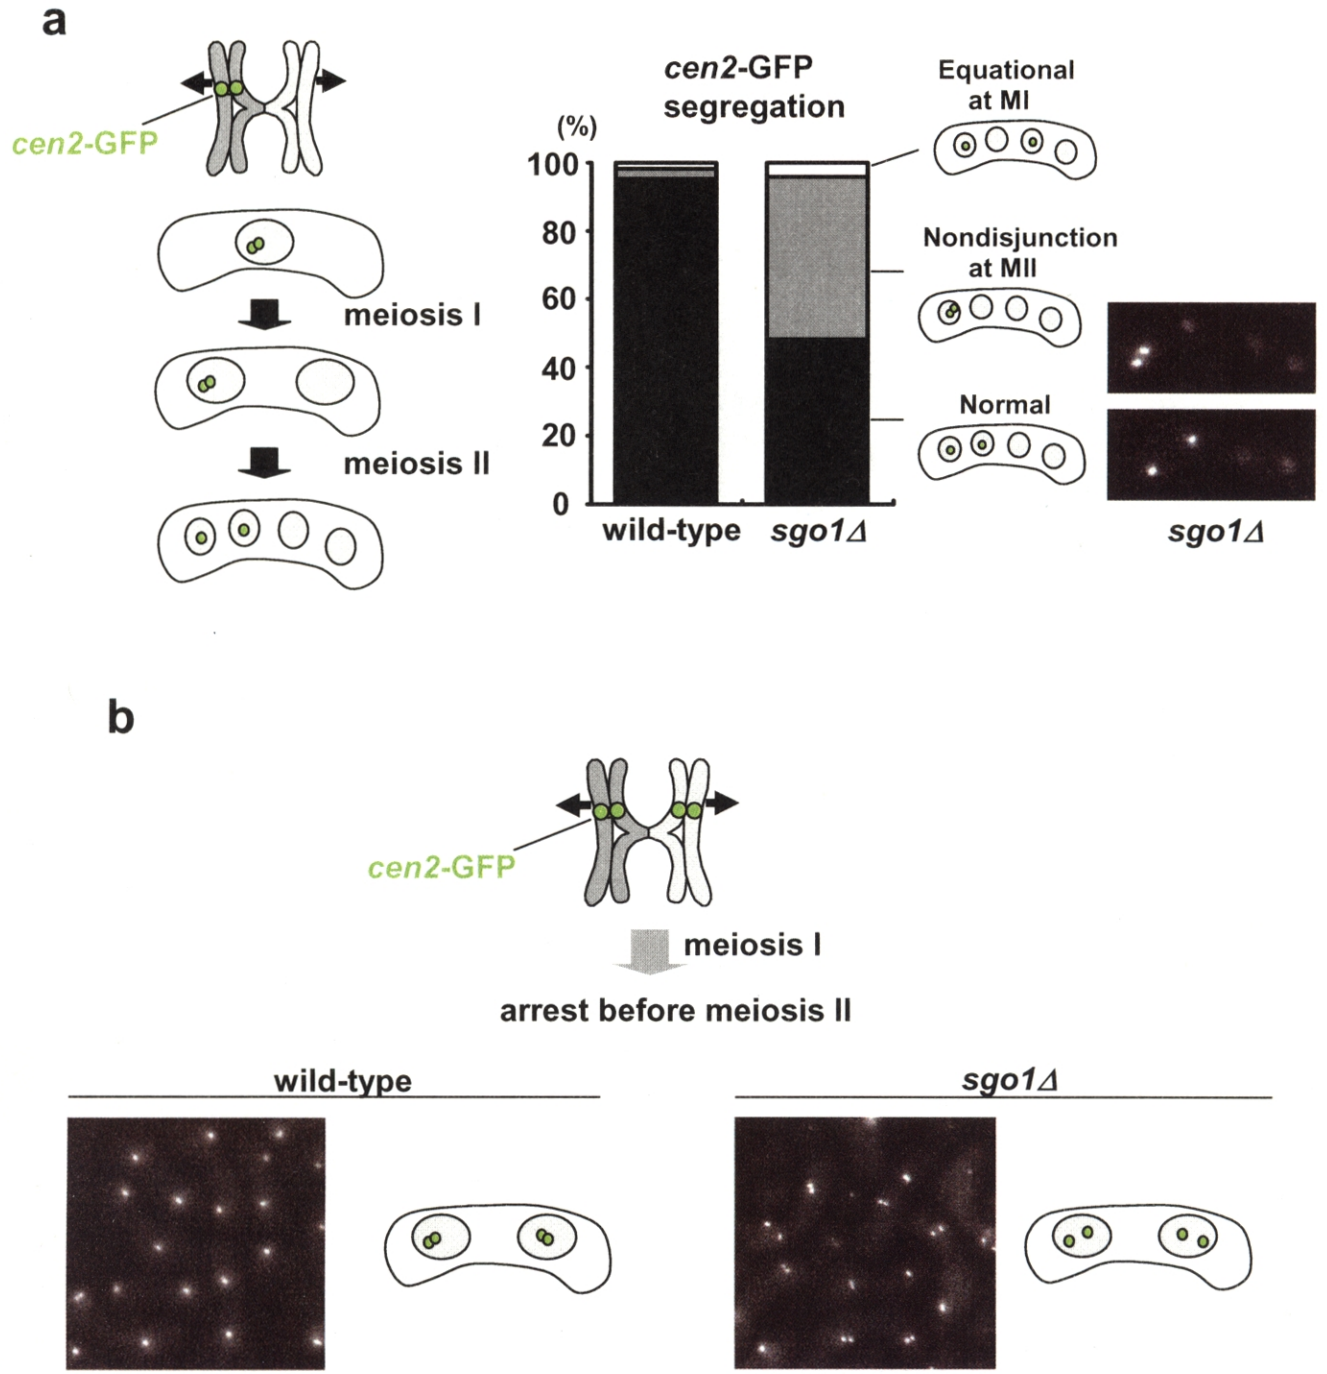 a
cen2-GFP
meiosis I
meiosis II
cen2-GFP
segregation
(%)
100
80
60
40
20
0
wild-type
sgo1Δ
Equational
at MI
Nondisjunction
at MII
Normal
sgo1Δ
b
cen2-GFP
meiosis I
arrest before meiosis II
wild-type
sgo1Δ